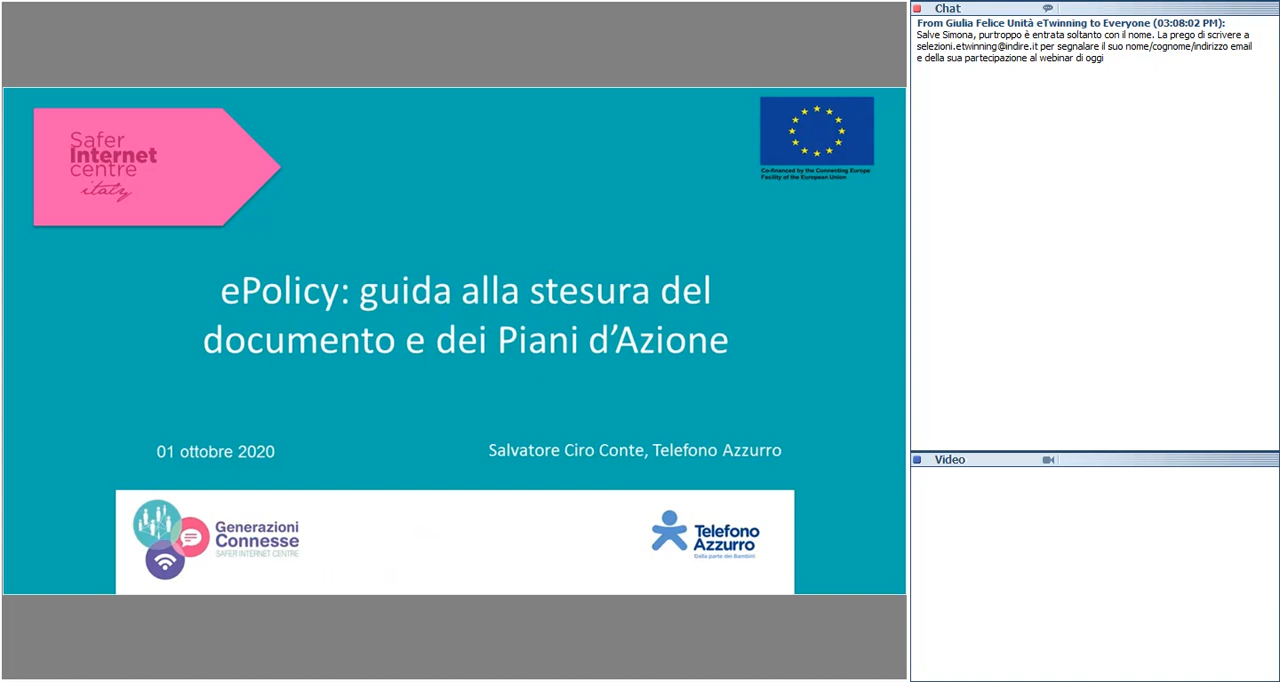 Safer
Internet
centre
italy
Co-financed by the Connecting Europe
Facility of the European Union
ePolicy: guida alla stesura del
documento e dei Piani d’Azione
01 ottobre 2020
Salvatore Ciro Conte, Telefono Azzurro
Generazioni
Connesse
SAFER INTERNET CENTRE
Telefono
Azzurro
Dalla parte dei Bambini
Chat
From Giulia Felice Unità eTwinning to Everyone (03:08:02 PM):
Salve Simona, purtroppo è entrata soltanto con il nome. La prego di scrivere a
selezioni.etwinning@indire.it per segnalare il suo nome/cognome/indirizzo email
e della sua partecipazione al webinar di oggi
Video